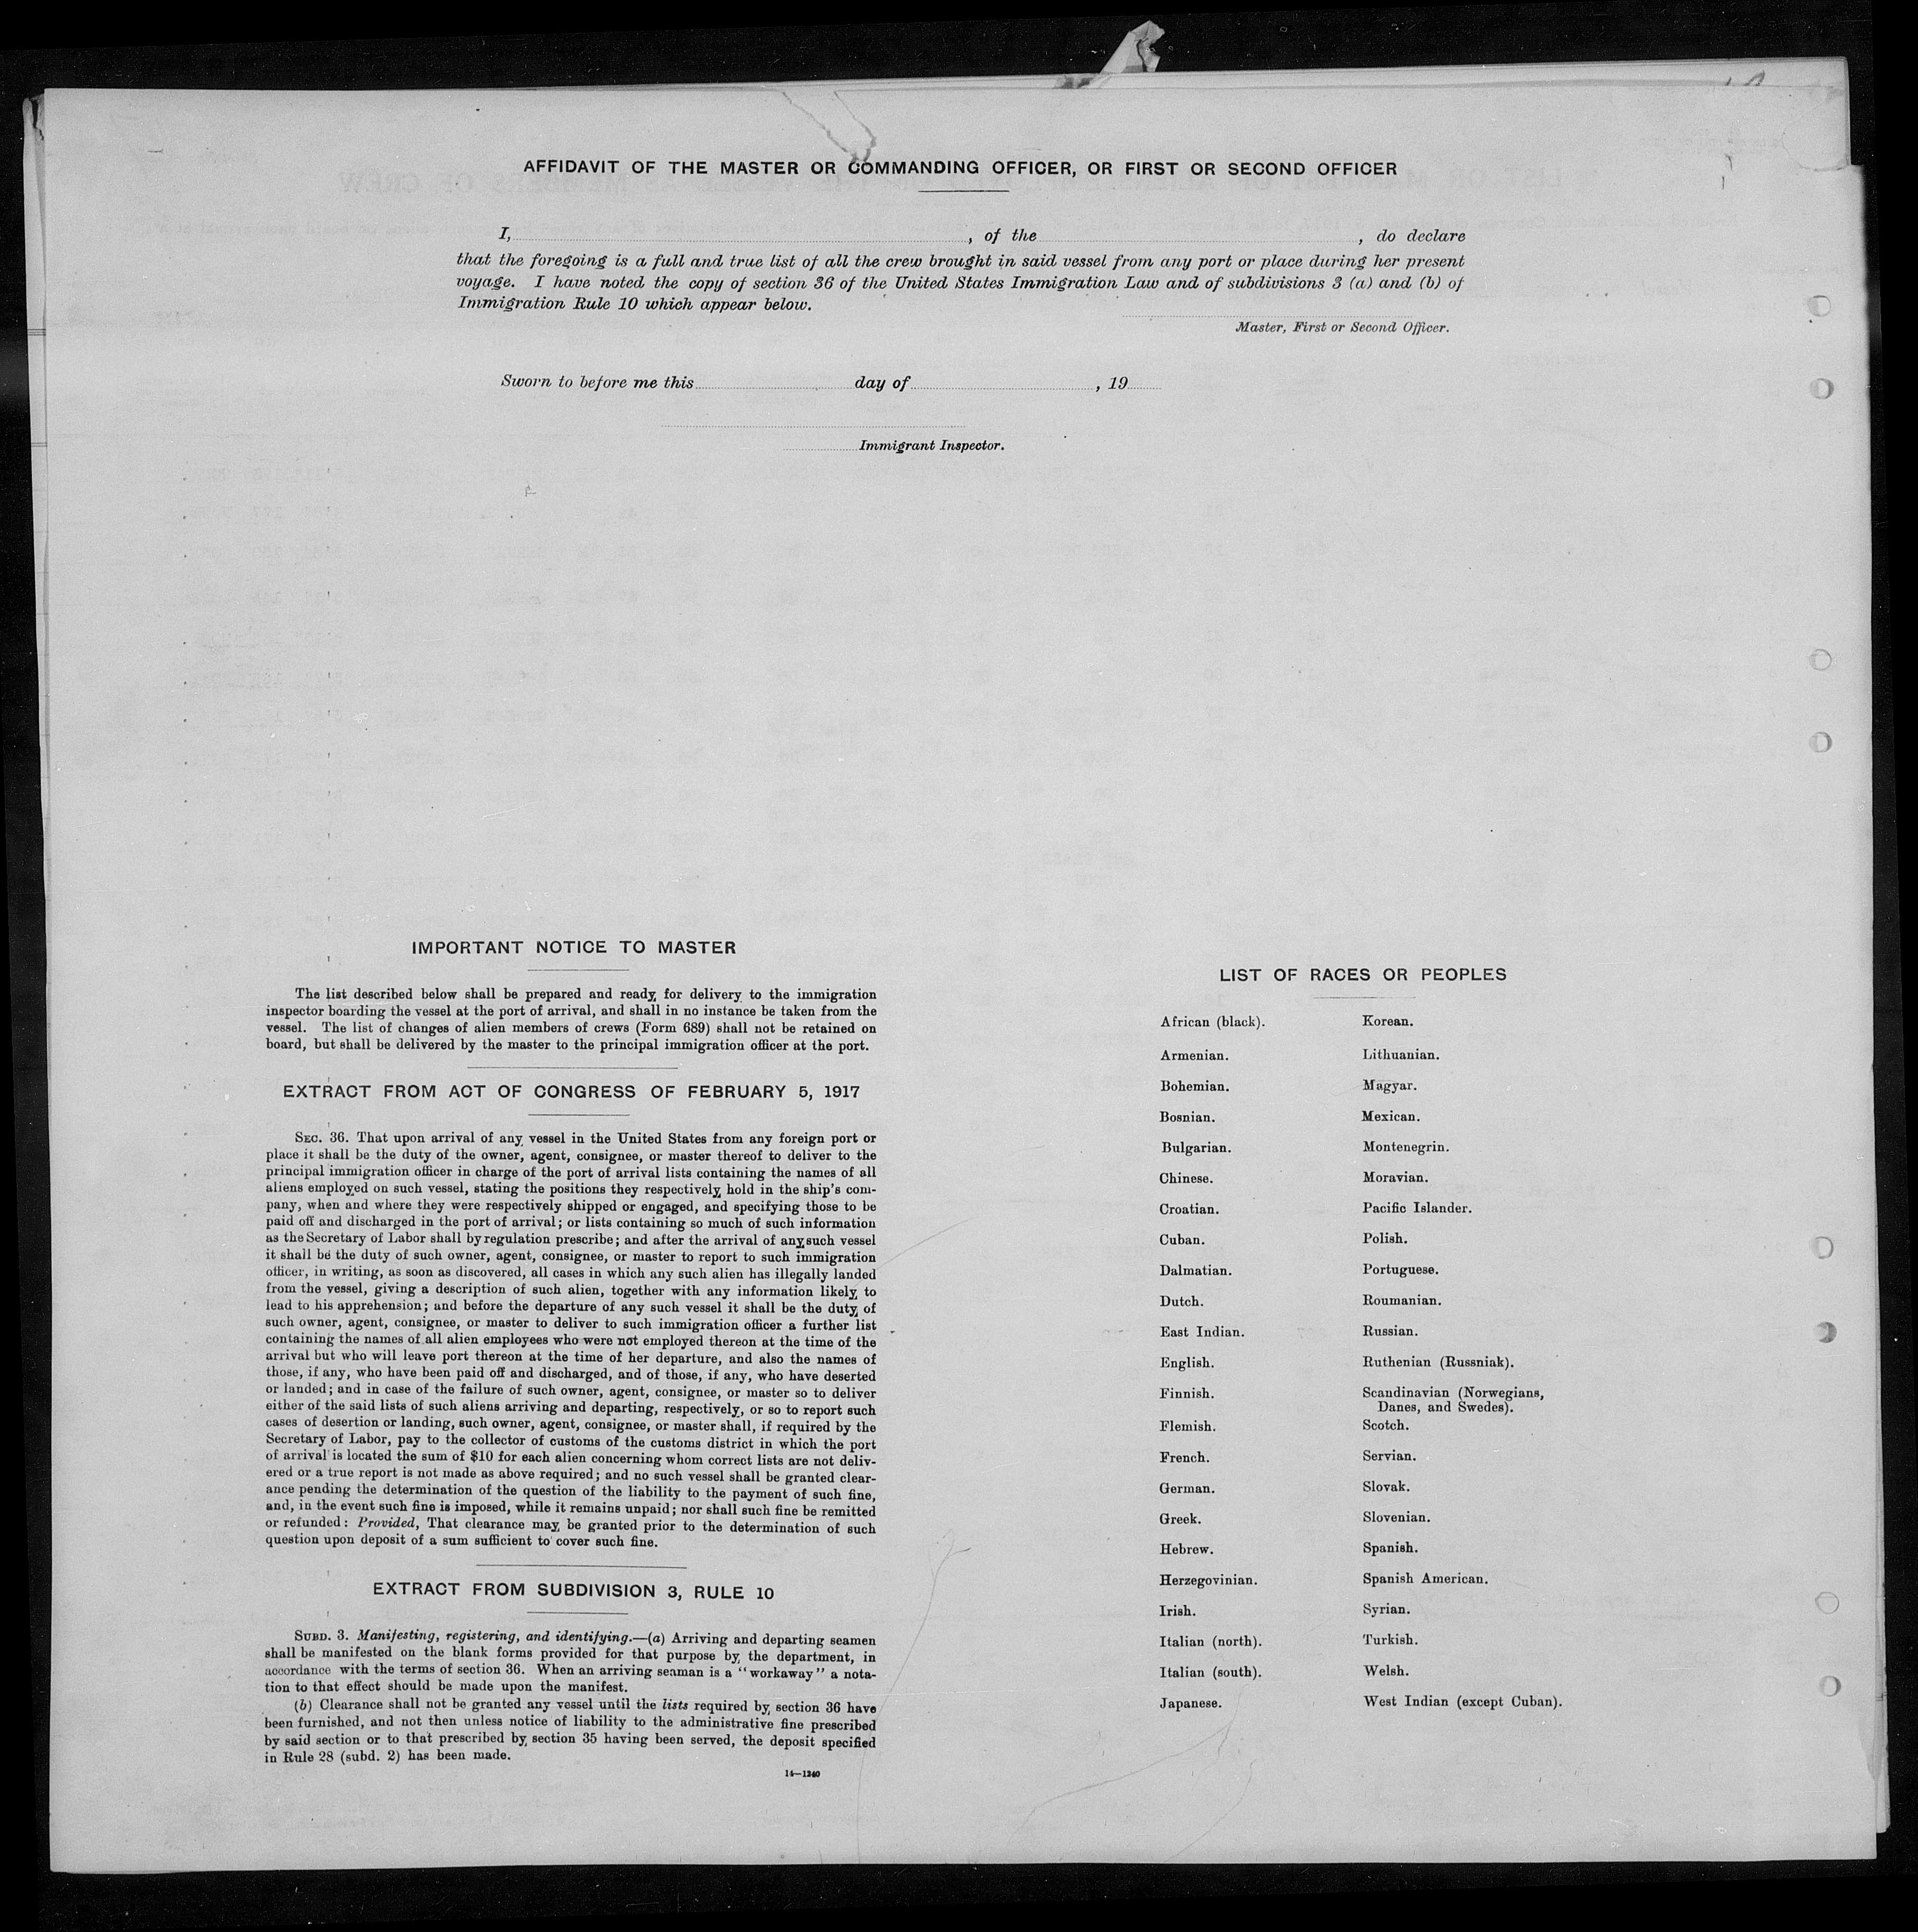 AFFIDAVIT OF THE MASTER OR COMMANDING OFFICER, OR FIRST OR SECOND OFFICER
I, , of the , do declare
that the foregoing is a full and true list of all the crew brought in said vessel from any port or place during her present
voyage. I have noted the copy of section 36 of the United States Immigration Law and of subdivisions 3 (a) and (b) of
Immigration Rule 10 which appear below.
Master, First or Second Officer.
Sworn to before me this day of , 19
Immigrant Inspector.
IMPORTANT NOTICE TO MASTER
The list described below shall be prepared and ready for delivery to the immigration
inspector boarding the vessel at the port of arrival, and shall in no instance be taken from the
vessel. The list of changes of alien members of crews (Form 689) shall not be retained on
board, but shall be delivered by the master to the principal immigration officer at the port.
EXTRACT FROM ACT OF CONGRESS OF FEBRUARY 5, 1917
SEC. 36. That upon arrival of any vessel in the United States from any foreign port or
place it shall be the duty of the owner, agent, consignee, or master thereof to deliver to the
principal immigration officer in charge of the port of arrival lists containing the names of all
aliens employed on such vessel, stating the positions they respectively hold in the ship's com-
pany, when and where they were respectively shipped or engaged, and specifying those to be
paid off and discharged in the port of arrival; or lists containing so much of such information
as the Secretary of Labor shall by regulation prescribe; and after the arrival of any such vessel
it shall be the duty of such owner, agent, consignee, or master to report to such immigration
officer, in writing, as soon as discovered, all cases in which any such alien has illegally landed
from the vessel, giving a description of such alien, together with any information likely to
lead to his apprehension; and before the departure of any such vessel it shall be the duty of
such owner, agent, consignee, or master to deliver to such immigration officer a further list
containing the names of all alien employees who were not employed thereon at the time of the
arrival but who will leave port thereon at the time of her departure, and also the names of
those, if any, who have been paid off and discharged, and of those, if any, who have deserted
or landed; and in case of the failure of such owner, agent, consignee, or master so to deliver
either of the said lists of such aliens arriving and departing, respectively, or so to report such
cases of desertion or landing, such owner, agent, consignee, or master shall, if required by the
Secretary of Labor, pay to the collector of customs of the customs district in which the port
of arrival is located the sum of $10 for each alien concerning whom correct lists are not deliv-
ered or a true report is not made as above required; and no such vessel shall be granted clear-
ance pending the determination of the question of the liability to the payment of such fine,
and, in the event such fine is imposed, while it remains unpaid; nor shall such fine be remitted
or refunded: Provided, That clearance may be granted prior to the determination of such
question upon deposit of a sum sufficient to cover such fine.
EXTRACT FROM SUBDIVISION 3, RULE 10
SUBD. 3. Manifesting, registering, and identifying.—(a) Arriving and departing seamen
shall be manifested on the blank forms provided for that purpose by the department, in
accordance with the terms of section 36. When an arriving seaman is a "workaway" a nota-
tion to that effect should be made upon the manifest.
(b) Clearance shall not be granted any vessel until the lists required by section 36 have
been furnished, and not then unless notice of liability to the administrative fine prescribed
by said section or to that prescribed by section 35 having been served, the deposit specified
in Rule 28 (subd. 2) has been made.
14—1240
LIST OF RACES OR PEOPLES
African (black).
Armenian.
Bohemian.
Bosnian.
Bulgarian.
Chinese.
Croatian.
Cuban.
Dalmatian.
Dutch.
East Indian.
English.
Finnish.
Flemish.
French.
German.
Greek.
Hebrew.
Herzegovinian.
Irish.
Italian (north).
Italian (south).
Japanese.
Korean.
Lithuanian.
Magyar.
Mexican.
Montenegrin.
Moravian.
Pacific Islander.
Polish.
Portuguese.
Roumanian.
Russian.
Ruthenian (Russniak).
Scandinavian (Norwegians,
Danes, and Swedes).
Scotch.
Servian.
Slovak.
Slovenian.
Spanish.
Spanish American.
Syrian.
Turkish.
Welsh.
West Indian (except Cuban).